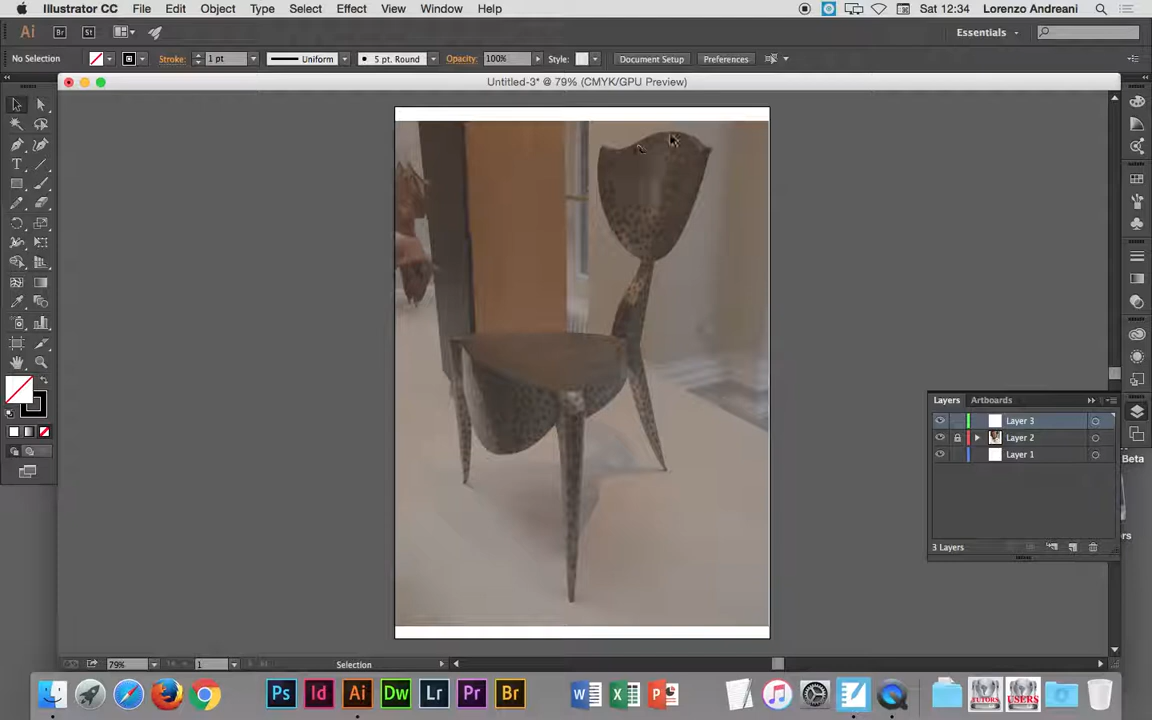 Illustrator CC File Edit Object Type Select Effect View Window Help
Sat 12:34 Lorenzo Andreani
Ai Br St Essentials
No Selection Stroke: 1 pt Uniform 5 pt. Round Opacity: 100% Style: Document Setup Preferences
Untitled-3* @ 79% (CMYK/GPU Preview)
Layers Artboards
Layer 3
Layer 2
Layer 1
Beta
3 Layers
79% 1 Selection
Ps Id Ai Dw Lr Pr Br W X P